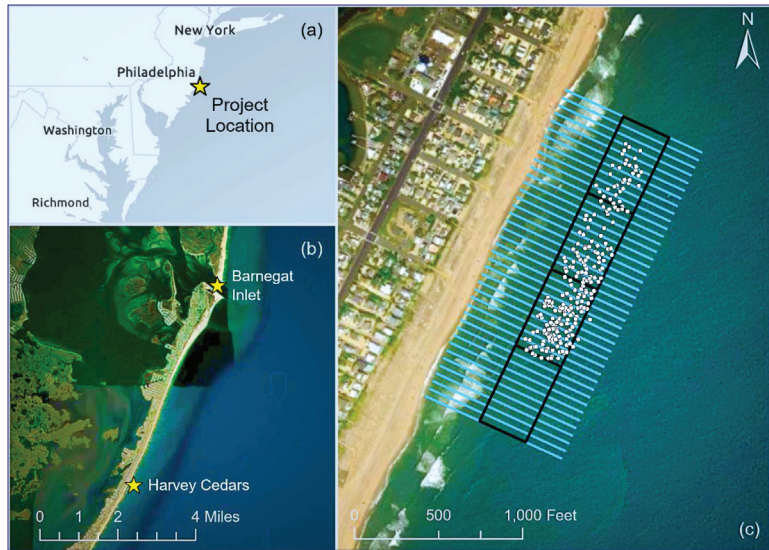 New York
(a)
Philadelphia
Project
Location
Washington
Richmond
(b)
Barnegat
Inlet
Harvey Cedars
0 2 4 Miles
N
0 500 1,000 Feet
(c)